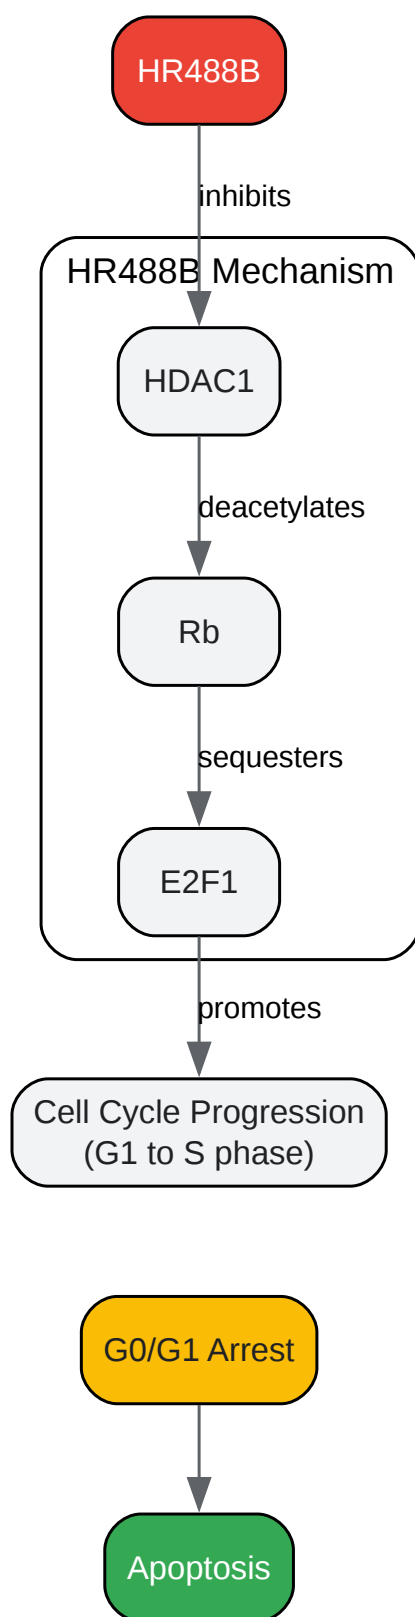 HR488B
inhibits
HR488B Mechanism
HDAC1
deacetylates
Rb
sequesters
E2F1
promotes
Cell Cycle Progression
(G1 to S phase)
G0/G1 Arrest
Apoptosis